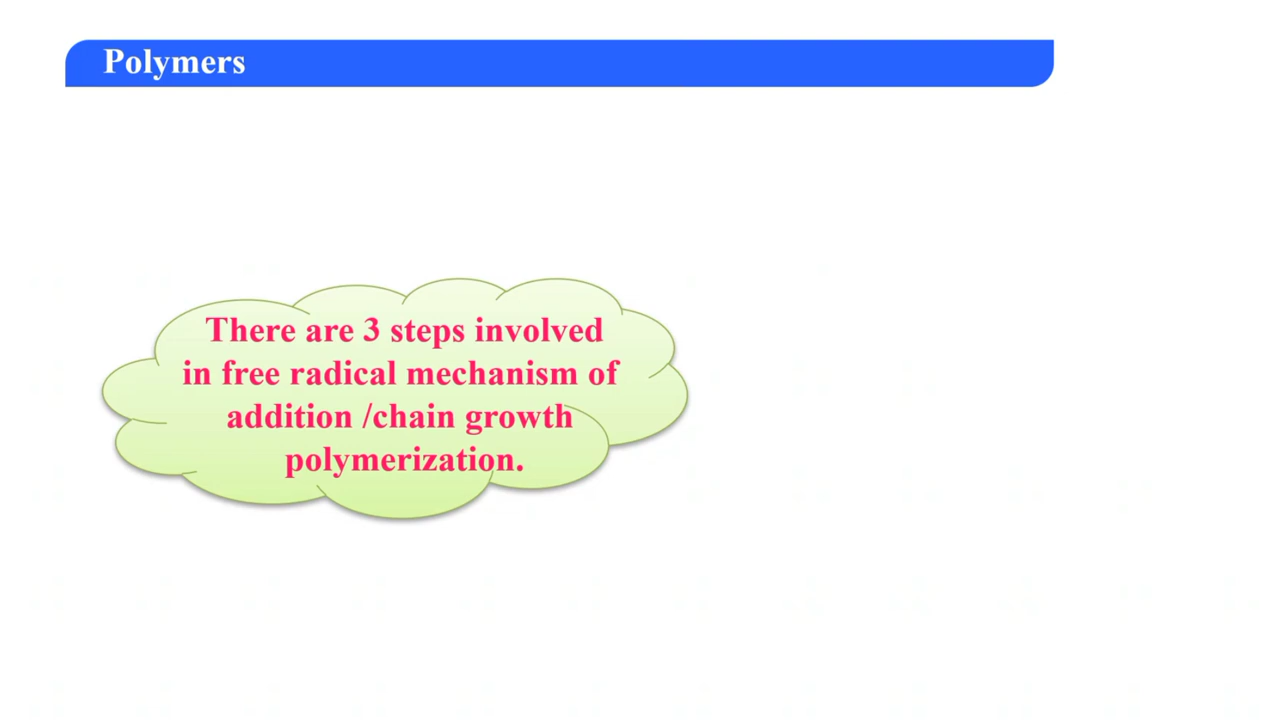 Polymers
There are 3 steps involved
in free radical mechanism of
addition /chain growth
polymerization.